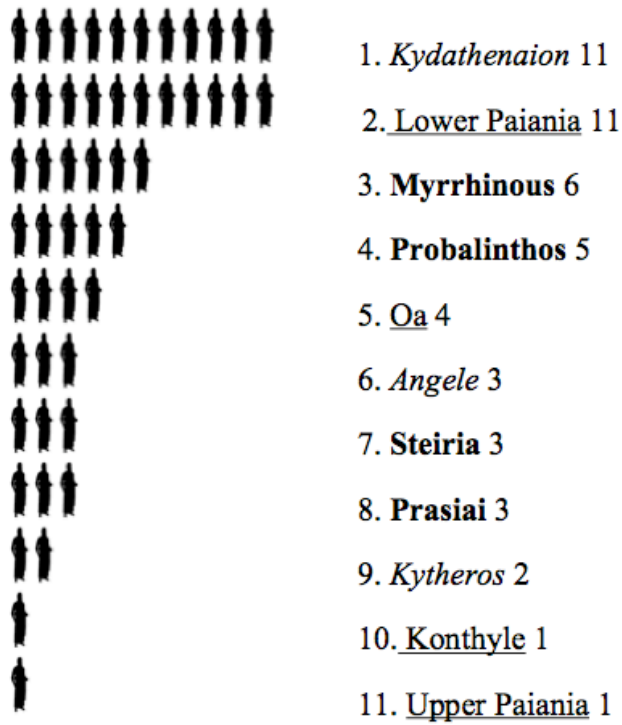 1. Kydathenaion 11
2. Lower Paiania 11
3. Myrrhinous 6
4. Probalinthos 5
5. Oa 4
6. Angele 3
7. Steiria 3
8. Prasiai 3
9. Kytheros 2
10. Konthyle 1
11. Upper Paiania 1